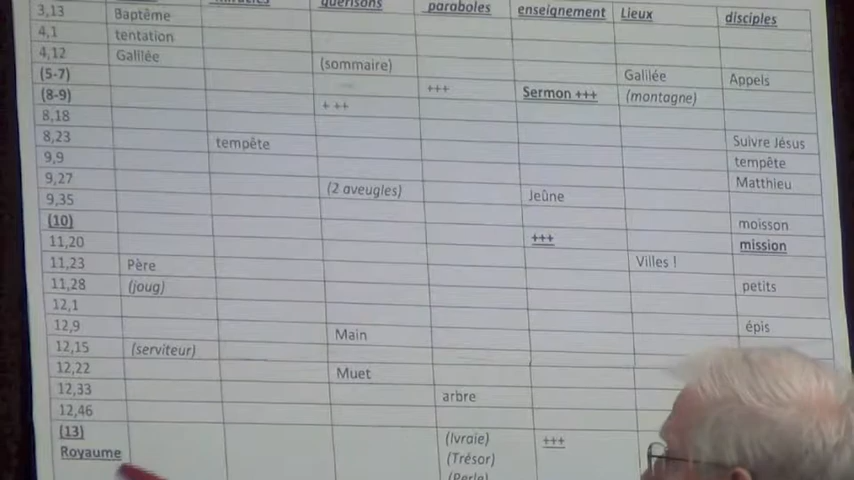 guérisons paraboles enseignement Lieux disciples
3,13 Baptême
4,1 tentation
4,12 Galilée (sommaire) Galilée Appels
(5-7) +++ Sermon +++ (montagne)
(8-9) + ++
8,18 Suivre Jésus
8,23 tempête tempête
9,9 Matthieu
9,27 (2 aveugles) Jeûne
9,35 moisson
(10) +++ mission
11,20 Villes !
11,23 Père petits
11,28 (joug)
12,1 épis
12,9 Main
12,15 (serviteur)
12,22 Muet
12,33 arbre
12,46
(13) (Ivraie) +++
Royaume (Trésor)
(Perle)